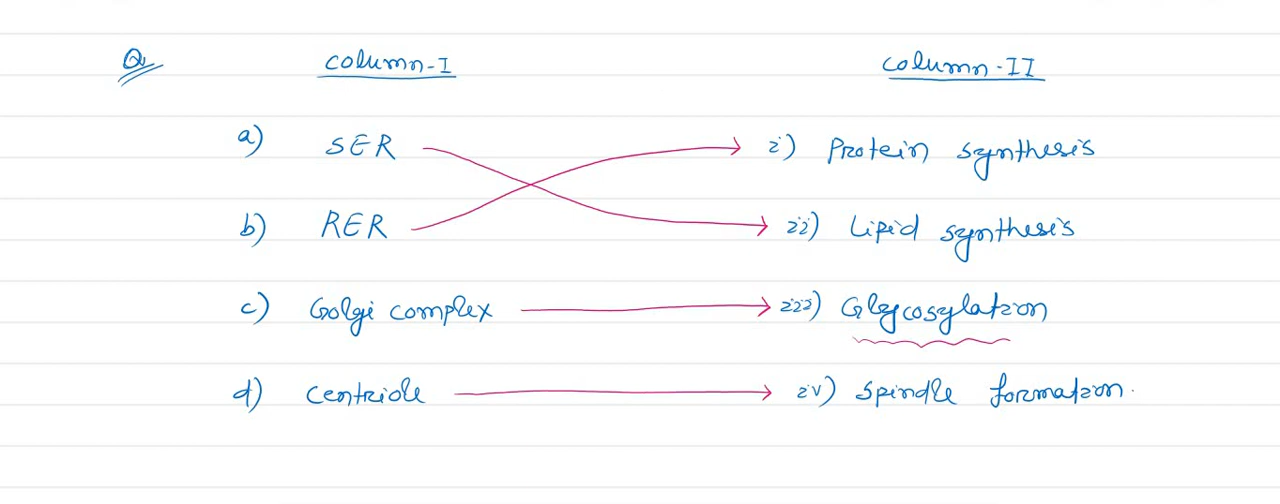 Q. column-I column-II
a) SER i) Protein synthesis
b) RER ii) Lipid synthesis
c) Golgi complex iii) Glycosylation
d) Centriole iv) Spindle formation.